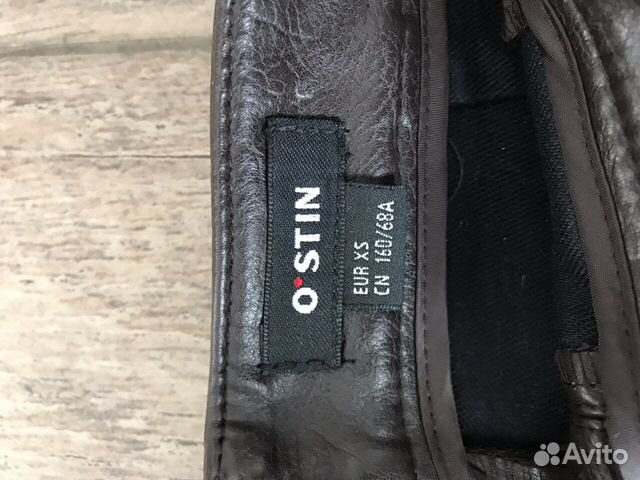 O'STIN
EUR XS
CN 160/68A
Avito